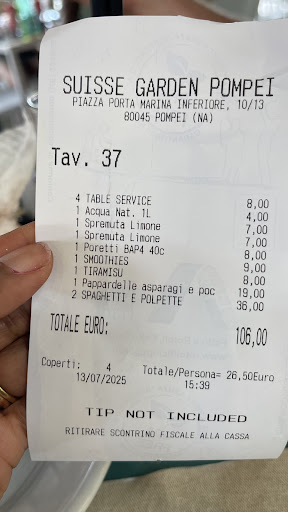 SUISSE GARDEN POMPEI
PIAZZA PORTA MARINA INFERIORE, 10/13
80045 POMPEI (NA)
Tav. 37
4 TABLE SERVICE 8,00
1 Acqua Nat. 1L 4,00
1 Spremuta Limone 7,00
1 Spremuta Limone 7,00
1 Poretti BAP4 40c 8,00
1 SMOOTHIES 9,00
1 TIRAMISU 8,00
1 Pappardelle asparagi e poc 19,00
2 SPAGHETTI E POLPETTE 36,00
TOTALE EURO: 106,00
Coperti: 4 Totale/Persona= 26,50Euro
13/07/2025 15:39
TIP NOT INCLUDED
RITIRARE SCONTRINO FISCALE ALLA CASSA